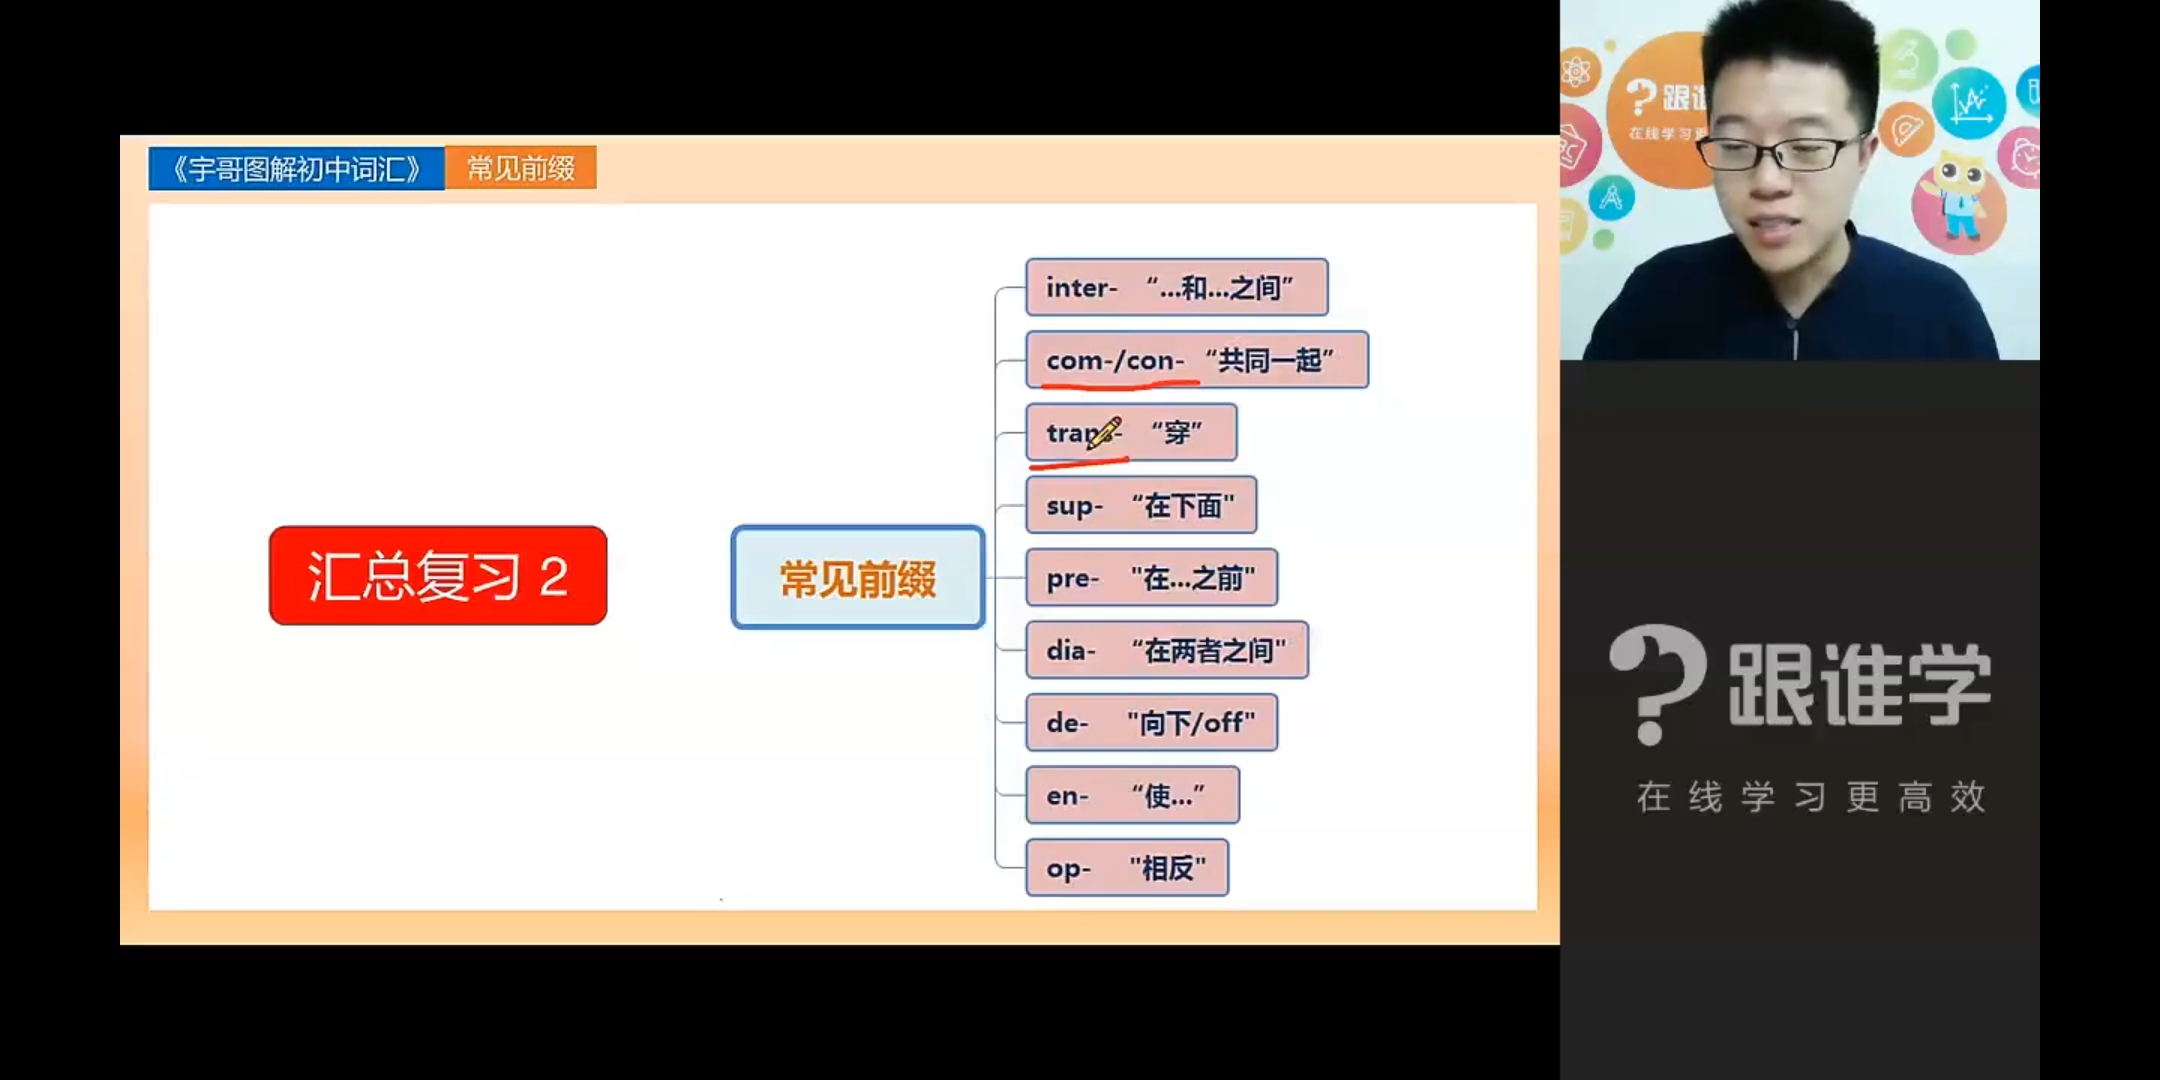 《宇哥图解初中词汇》 常见前缀
汇总复习 2
常见前缀
inter- “...和...之间”
com-/con- “共同一起”
trans- “穿”
sup- “在下面"
pre- "在...之前"
dia- “在两者之间"
de- "向下/off"
en- “使...”
op- "相反"
跟谁
在线学习更
跟谁学
在线学习更高效